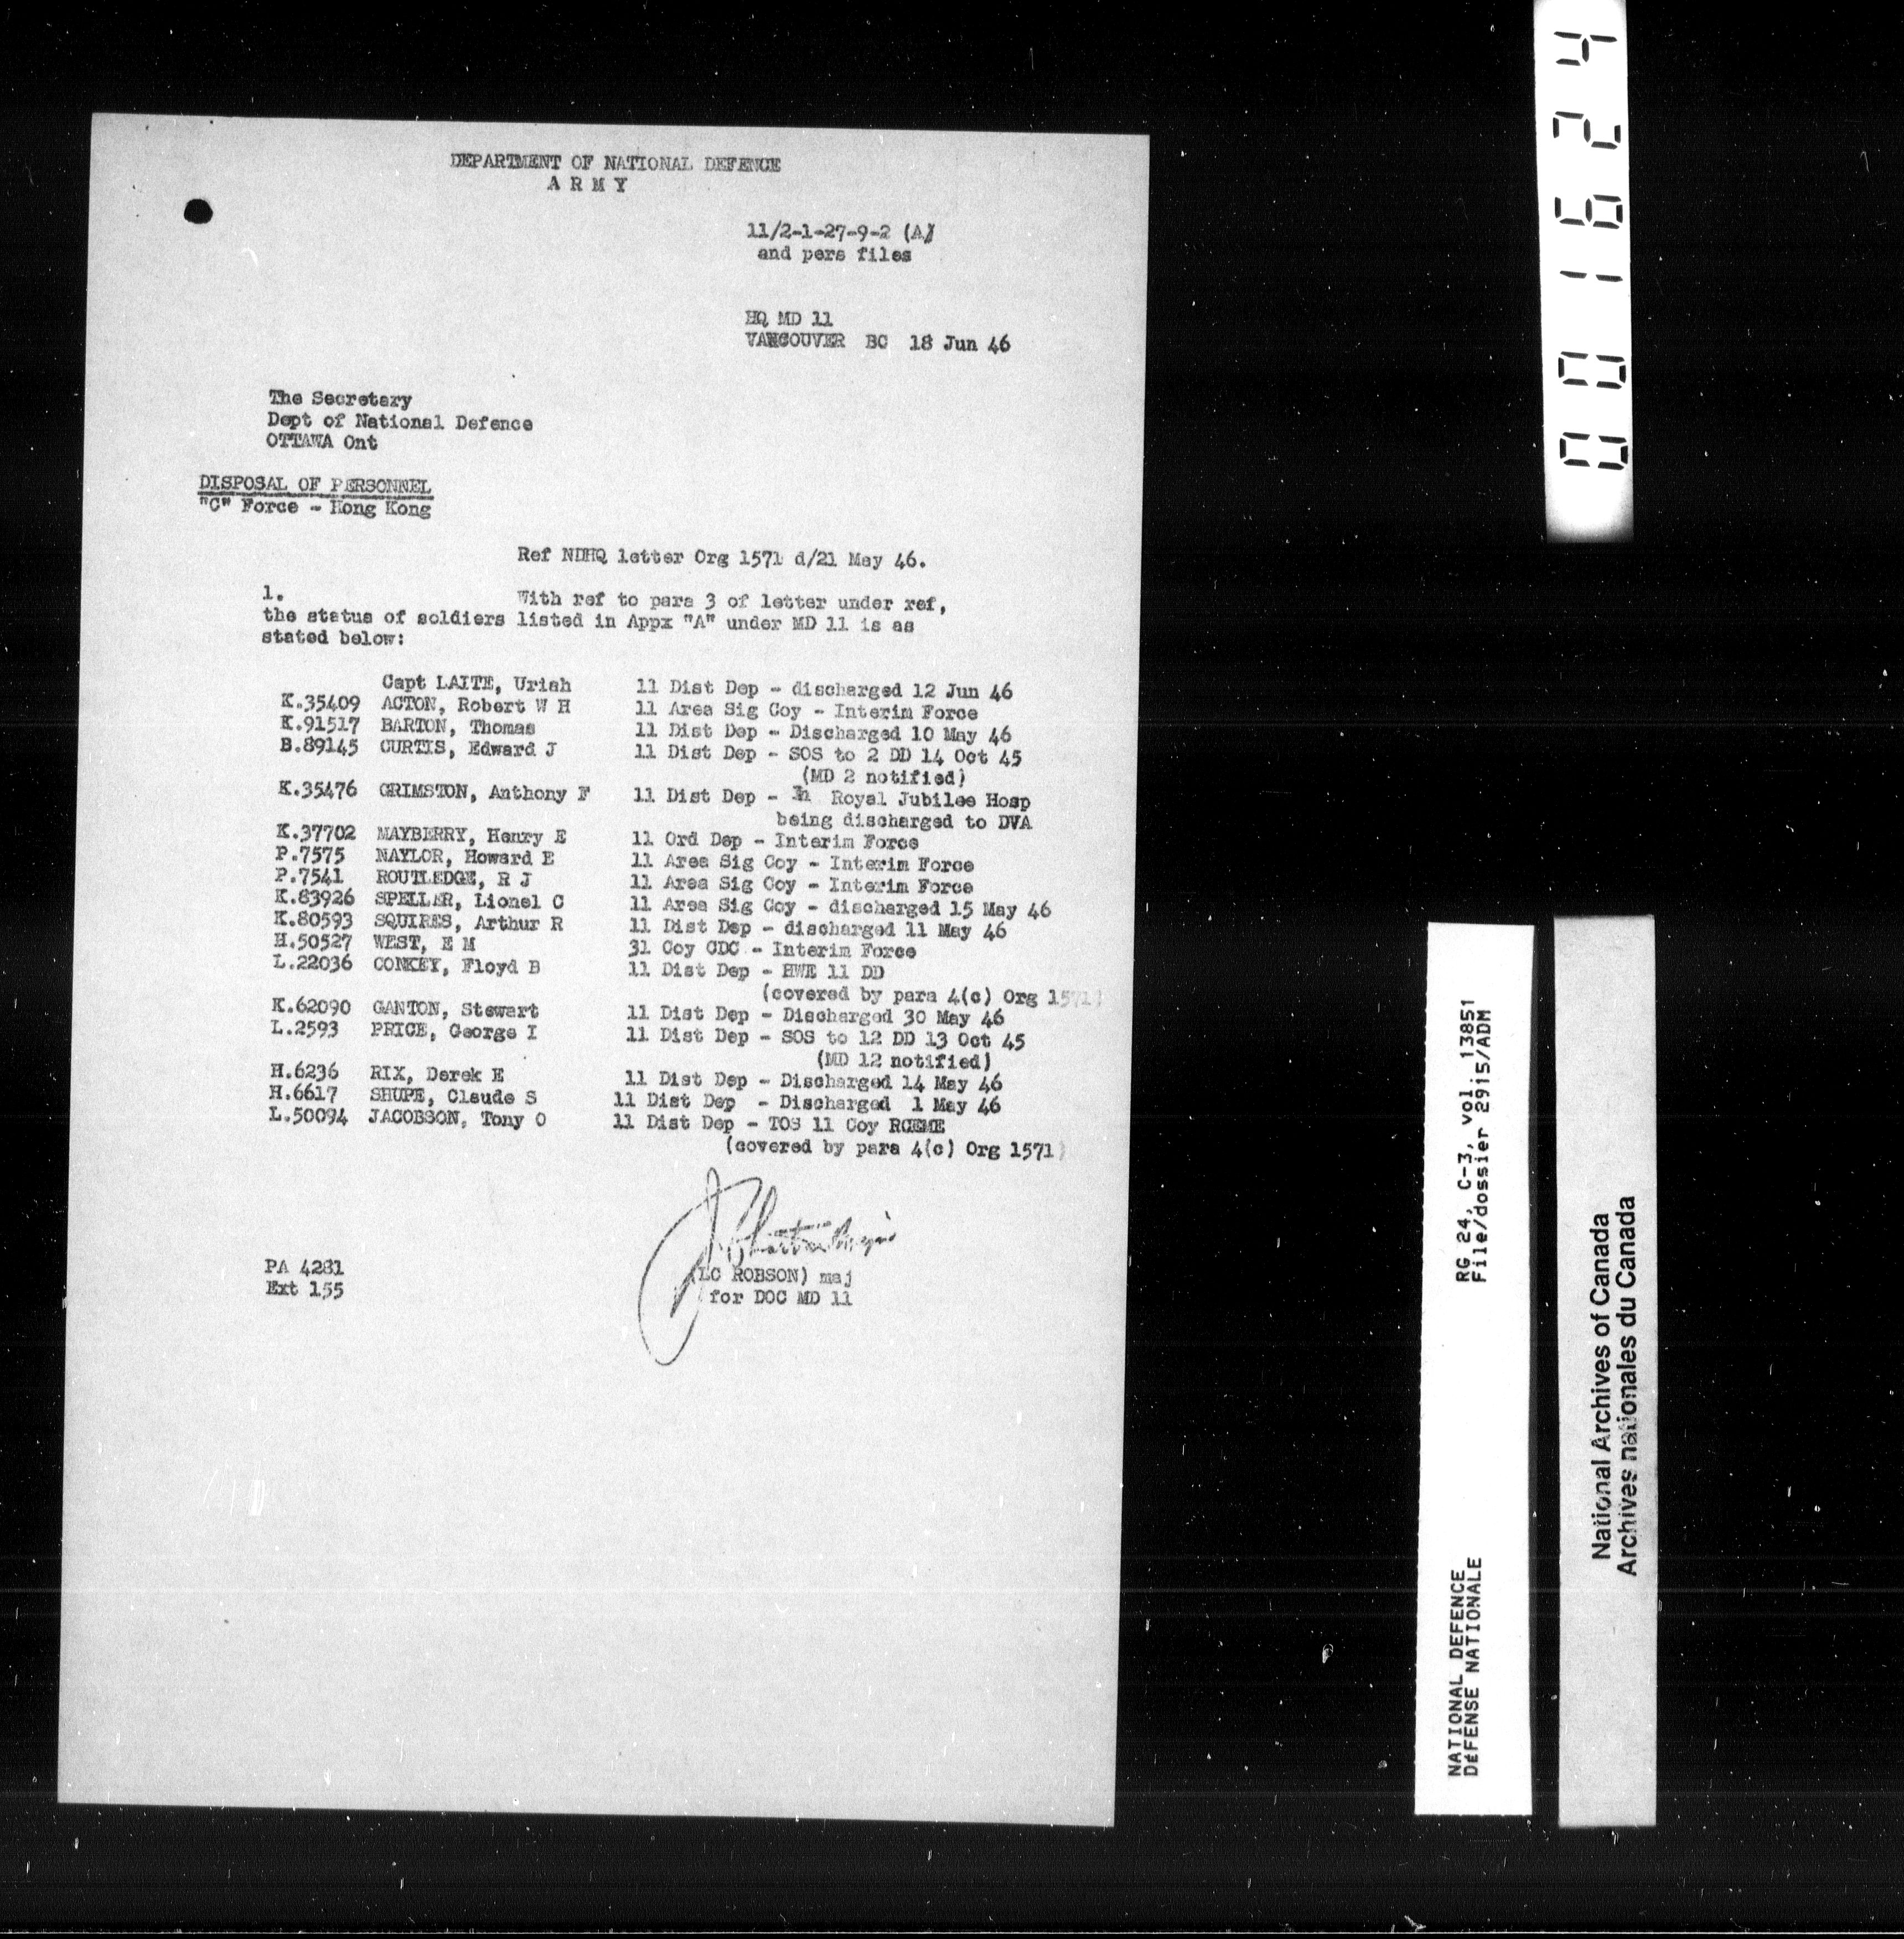 DEPARTMENT OF NATIONAL DEFENCE
A R M Y
11/2-1-27-9-2 (A)
and pers files
HQ MD 11
VANCOUVER BC 18 Jun 46
The Secretary
Dept of National Defence
OTTAWA Ont
DISPOSAL OF PERSONNEL
"C" Force - Hong Kong
Ref NDHQ letter Org 1571 d/21 May 46.
1. With ref to para 3 of letter under ref,
the status of soldiers listed in Appx "A" under MD 11 is as
stated below:
Capt LAITE, Uriah 11 Dist Dep - discharged 12 Jun 46
K.35409 ACTON, Robert W H 11 Area Sig Coy - Interim Force
K.91517 BARTON, Thomas 11 Dist Dep - Discharged 10 May 46
B.89145 CURTIS, Edward J 11 Dist Dep - SOS to 2 DD 14 Oct 45
(MD 2 notified)
K.35476 GRIMSTON, Anthony F 11 Dist Dep - In Royal Jubilee Hosp
being discharged to DVA
K.37702 MAYBERRY, Henry E 11 Ord Dep - Interim Force
P.7575 NAYLOR, Howard E 11 Area Sig Coy - Interim Force
P.7541 ROUTLEDGE, R J 11 Area Sig Coy - Interim Force
K.83926 SPELLER, Lionel C 11 Area Sig Coy - discharged 15 May 46
K.80593 SQUIRES, Arthur R 11 Dist Dep - discharged 11 May 46
H.50527 WEST, E M 31 Coy CDC - Interim Force
L.22036 CONKEY, Floyd B 11 Dist Dep - HWE 11 DD
(covered by para 4(c) Org 1571)
K.62090 GANTON, Stewart 11 Dist Dep - Discharged 30 May 46
L.2593 PRICE, George I 11 Dist Dep - SOS to 12 DD 13 Oct 45
(MD 12 notified)
H.6236 RIX, Derek E 11 Dist Dep - Discharged 14 May 46
H.6617 SHUPE, Claude S 11 Dist Dep - Discharged 1 May 46
L.50094 JACOBSON, Tony O 11 Dist Dep - TOS 11 Coy RCEME
(covered by para 4(c) Org 1571)
PA 4281
Ext 155
(LC ROBSON) maj
for DOC MD 11
001624
NATIONAL DEFENCE
DÉFENSE NATIONALE
RG 24, C-3, vol. 13851
File/dossier 2915/ADM
National Archives of Canada
Archives nationales du Canada